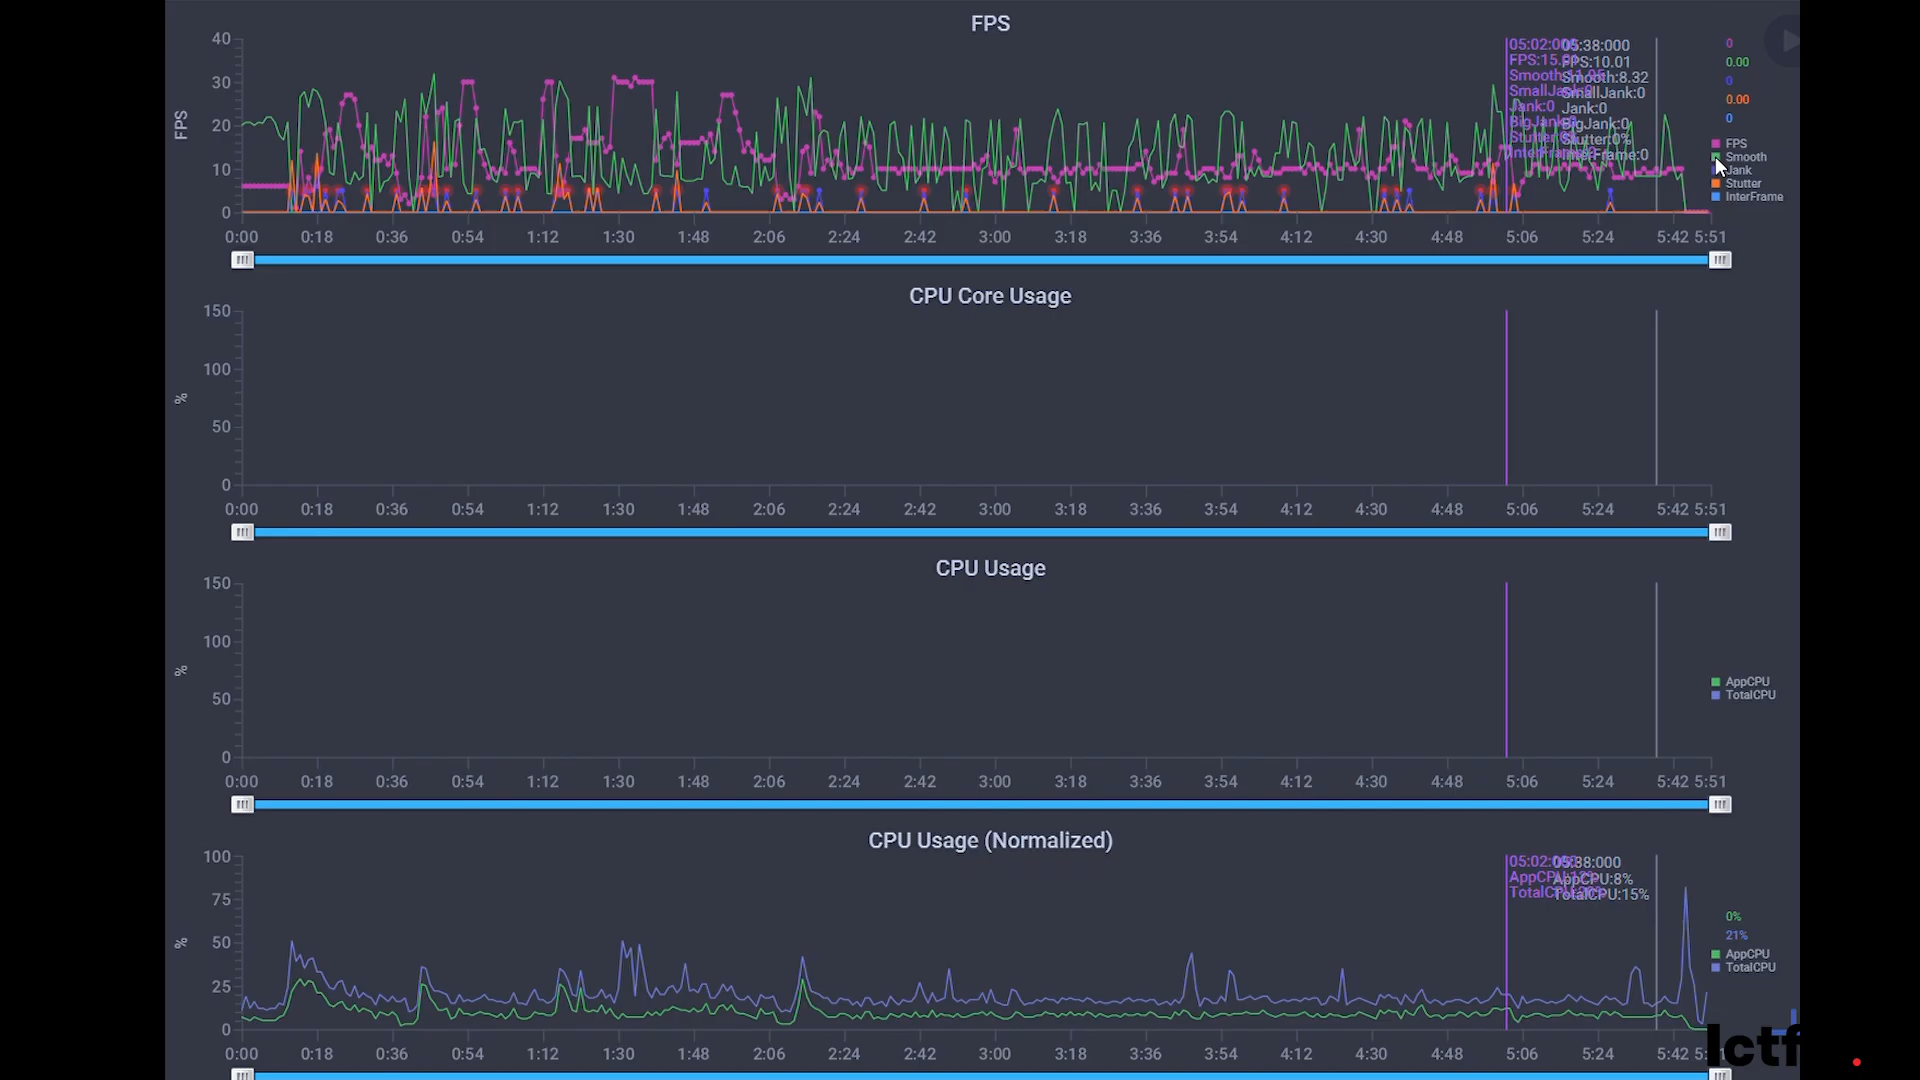 FPS
40
30
20
10
0
FPS
05:02:000
05:38:000
FPS:10.01
Smooth:8.32
SmallJank:0
Jank:0
Jank:0
BigJank:0
Stutter:0%
InterFrame:0
0
0.00
0
0.00
0
FPS
Smooth
Jank
Stutter
InterFrame
0:00 0:18 0:36 0:54 1:12 1:30 1:48 2:06 2:24 2:42 3:00 3:18 3:36 3:54 4:12 4:30 4:48 5:06 5:24 5:42 5:51
CPU Core Usage
150
100
50
0
%
0:00 0:18 0:36 0:54 1:12 1:30 1:48 2:06 2:24 2:42 3:00 3:18 3:36 3:54 4:12 4:30 4:48 5:06 5:24 5:42 5:51
CPU Usage
150
100
50
0
%
AppCPU
TotalCPU
0:00 0:18 0:36 0:54 1:12 1:30 1:48 2:06 2:24 2:42 3:00 3:18 3:36 3:54 4:12 4:30 4:48 5:06 5:24 5:42 5:51
CPU Usage (Normalized)
100
75
50
25
0
%
05:02:000
05:38:000
AppCPU:8%
TotalCPU:15%
0%
21%
AppCPU
TotalCPU
0:00 0:18 0:36 0:54 1:12 1:30 1:48 2:06 2:24 2:42 3:00 3:18 3:36 3:54 4:12 4:30 4:48 5:06 5:24 5:42